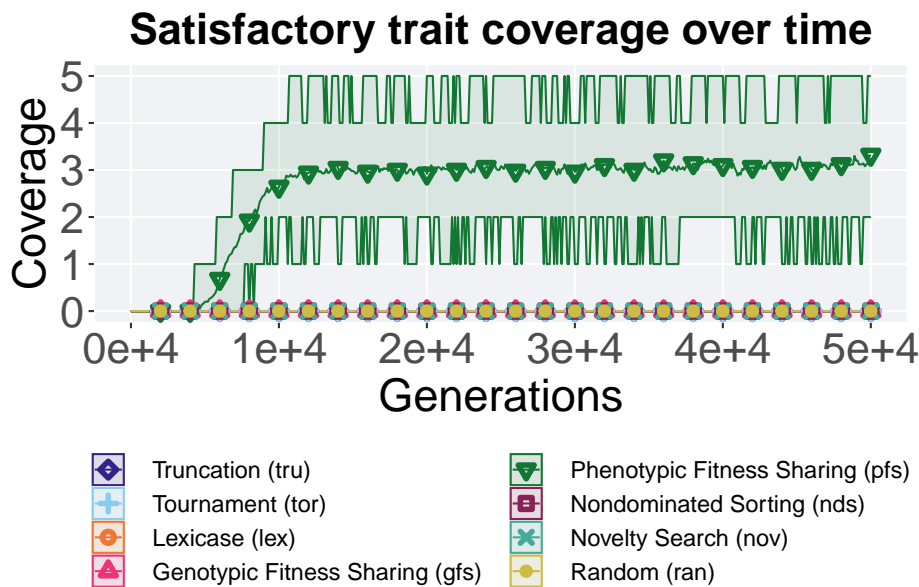 Satisfactory trait coverage over time
Coverage
5
4
3
2
1
0
0e+4 1e+4 2e+4 3e+4 4e+4 5e+4
Generations
Truncation (tru)
Tournament (tor)
Lexicase (lex)
Genotypic Fitness Sharing (gfs)
Phenotypic Fitness Sharing (pfs)
Nondominated Sorting (nds)
Novelty Search (nov)
Random (ran)